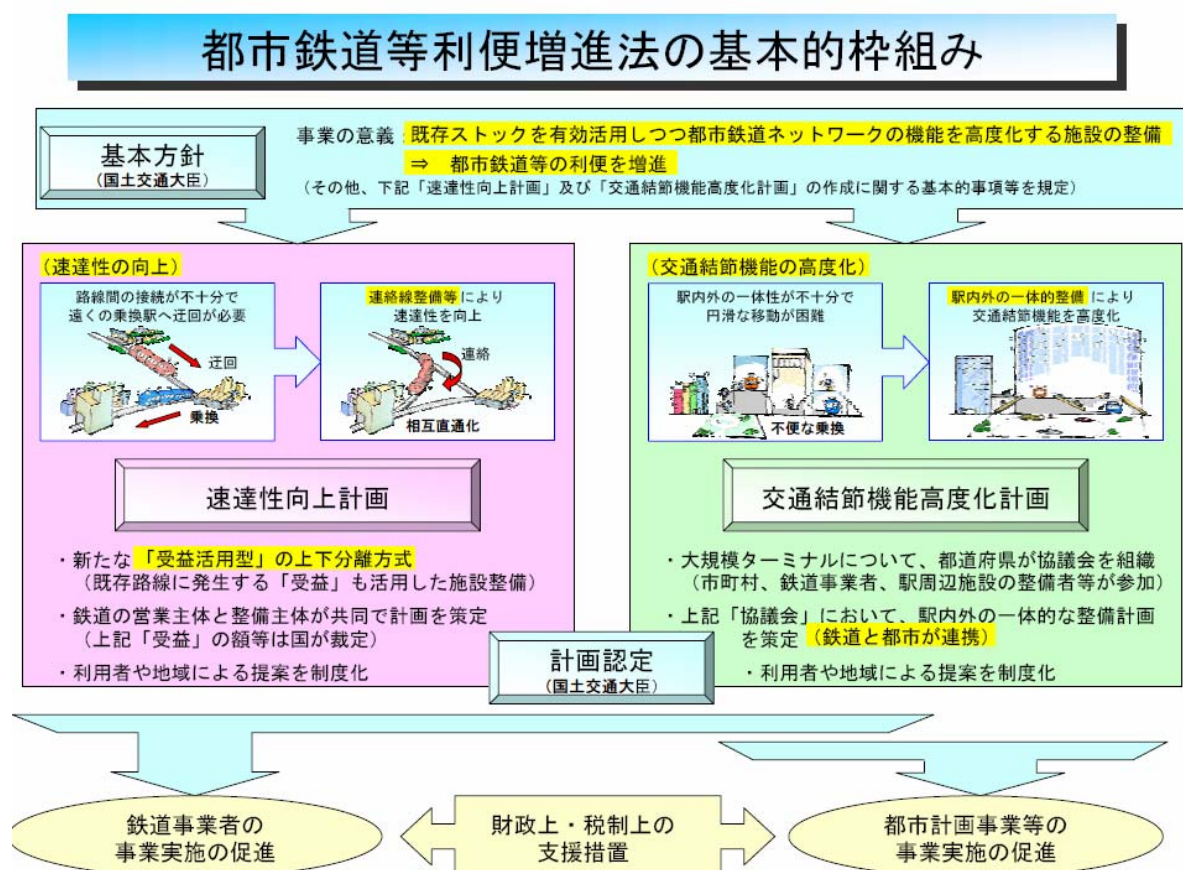 都市鉄道等利便増進法の基本的枠組み
基本方針
(国土交通大臣)
事業の意義:既存ストックを有効活用しつつ都市鉄道ネットワークの機能を高度化する施設の整備
⇒ 都市鉄道等の利便を増進
(その他、下記「速達性向上計画」及び「交通結節機能高度化計画」の作成に関する基本的事項等を規定)
(速達性の向上)
路線間の接続が不十分で
遠くの乗換駅へ迂回が必要
迂回
乗換
連絡線整備等により
速達性を向上
連絡
相互直通化
速達性向上計画
・新たな「受益活用型」の上下分離方式
(既存路線に発生する「受益」も活用した施設整備)
・鉄道の営業主体と整備主体が共同で計画を策定
(上記「受益」の額等は国が裁定)
・利用者や地域による提案を制度化
(交通結節機能の高度化)
駅内外の一体性が不十分で
円滑な移動が困難
不便な乗換
駅内外の一体的整備により
交通結節機能を高度化
交通結節機能高度化計画
・大規模ターミナルについて、都道府県が協議会を組織
(市町村、鉄道事業者、駅周辺施設の整備者等が参加)
・上記「協議会」において、駅内外の一体的な整備計画
を策定(鉄道と都市が連携)
・利用者や地域による提案を制度化
計画認定
(国土交通大臣)
鉄道事業者の
事業実施の促進
財政上・税制上の
支援措置
都市計画事業等の
事業実施の促進